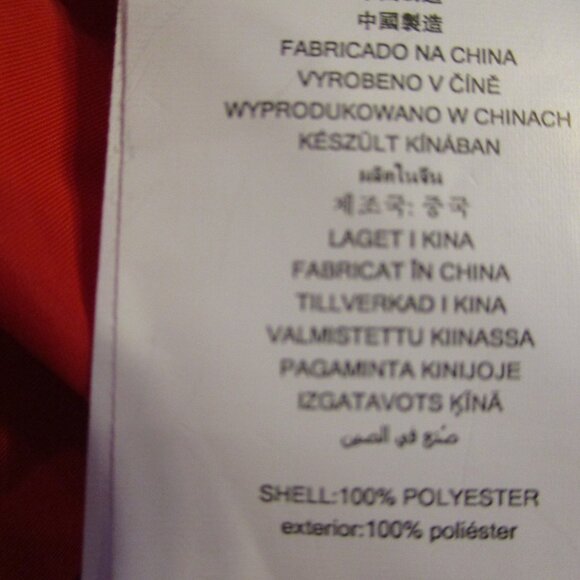 中國製造
FABRICADO NA CHINA
VYROBENO V ČÍNĚ
WYPRODUKOWANO W CHINACH
KÉSZÜLT KÍNÁBAN
ผลิตในจีน
제조국: 중국
LAGET I KINA
FABRICAT ÎN CHINA
TILLVERKAD I KINA
VALMISTETTU KIINASSA
PAGAMINTA KINIJOJE
IZGATAVOTS ĶĪNĀ
صُنع في الصين
SHELL:100% POLYESTER
exterior:100% poliéster